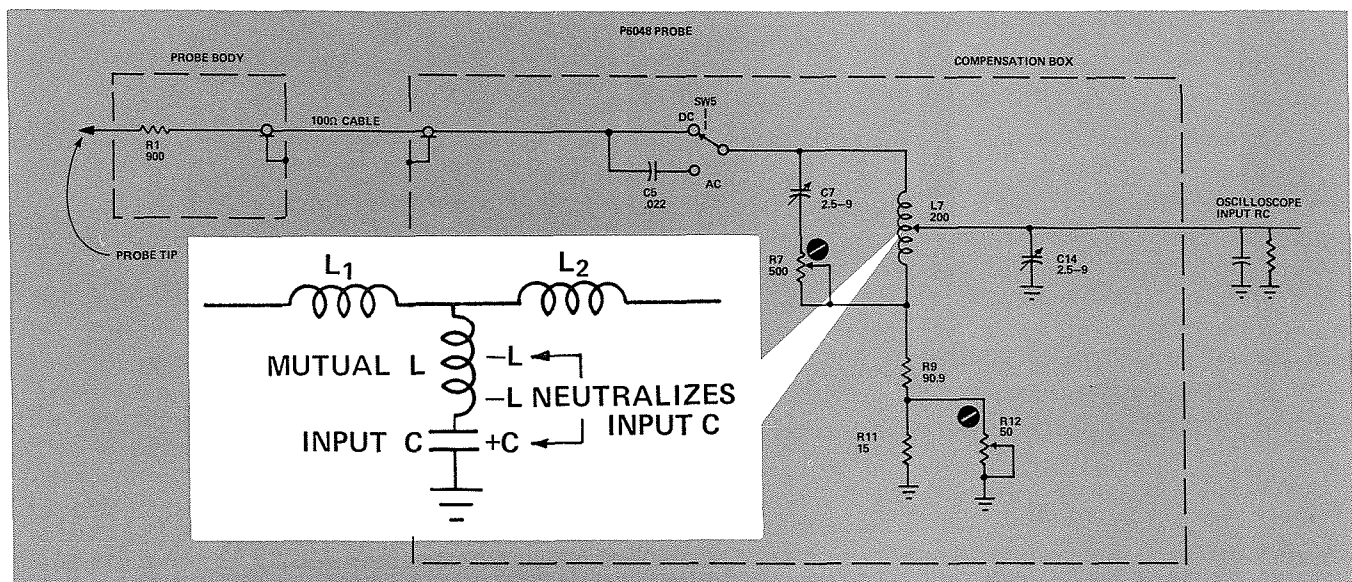 P6048 PROBE
PROBE BODY
COMPENSATION BOX
R1
900
100Ω CABLE
PROBE TIP
SW5
DC
AC
C5
.022
C7
2.5–9
R7
500
L7
200
C14
2.5–9
OSCILLOSCOPE
INPUT RC
R9
90.9
R11
15
R12
50
L1
L2
MUTUAL L
–L
–L NEUTRALIZES
INPUT C
INPUT C
+C